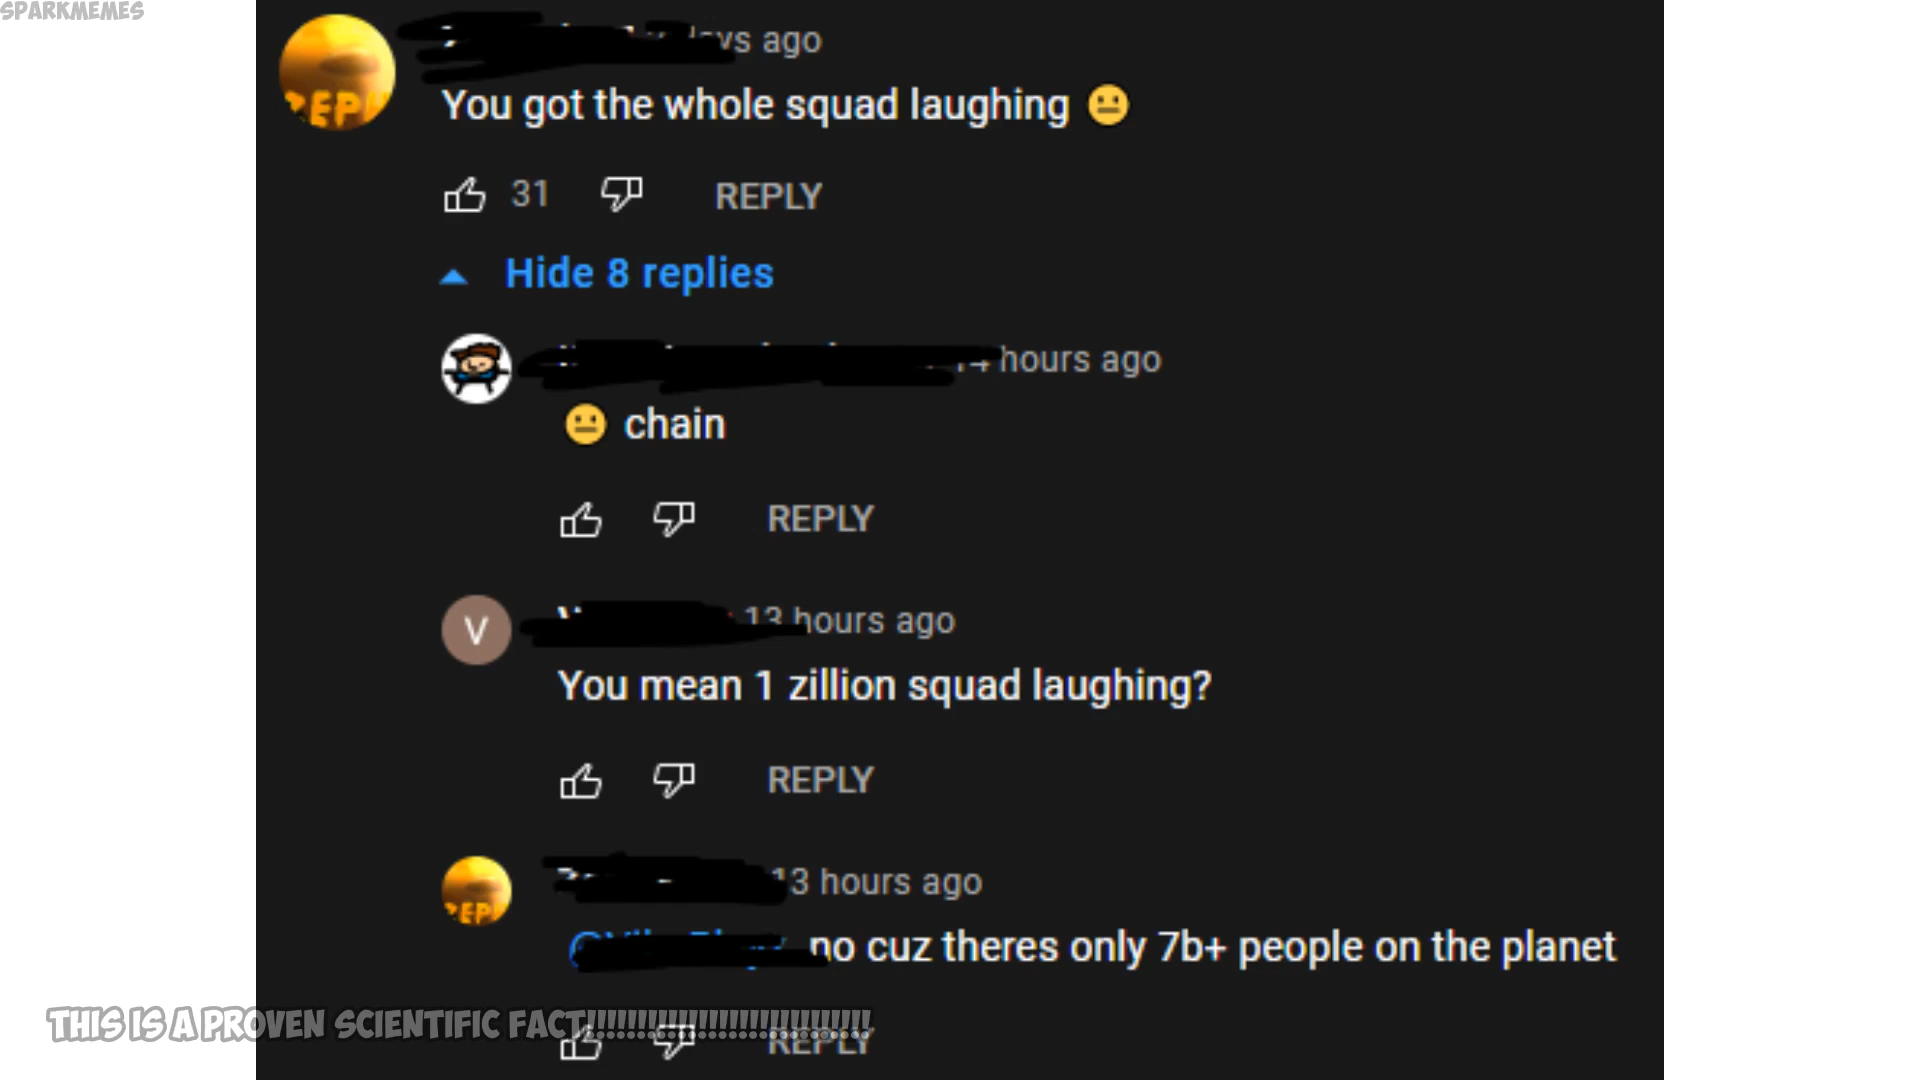 SPARKMEMES
ago
You got the whole squad laughing 😐
31 REPLY
Hide 8 replies
hours ago
😐 chain
REPLY
V
13 hours ago
You mean 1 zillion squad laughing?
REPLY
13 hours ago
no cuz theres only 7b+ people on the planet
THIS IS A PROVEN SCIENTIFIC FACT!!!!!!!!!!!!!!!!!!!!!!!!!!!!
REPLY